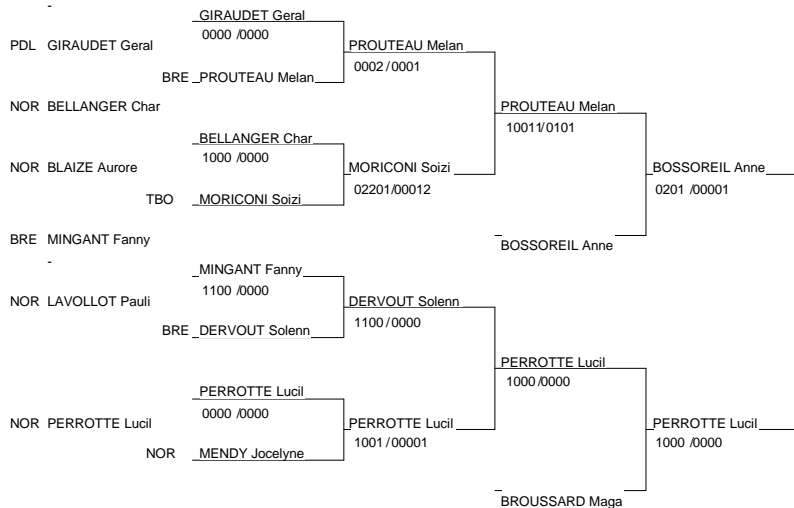 -
GIRAUDET Geral
0000 /0000
PDL GIRAUDET Geral
PROUTEAU Melan
0002 / 0001
BRE PROUTEAU Melan
NOR BELLANGER Char
PROUTEAU Melan
10011/0101
BELLANGER Char
1000 /0000
NOR BLAIZE Aurore
MORICONI Soizi
BOSSOREIL Anne
02201/00012
0201 /00001
TBO MORICONI Soizi
BRE MINGANT Fanny
BOSSOREIL Anne
-
MINGANT Fanny
1100 /0000
NOR LAVOLLOT Pauli
DERVOUT Solenn
1100 / 0000
BRE DERVOUT Solenn
PERROTTE Lucil
1000 /0000
PERROTTE Lucil
0000 /0000
NOR PERROTTE Lucil
PERROTTE Lucil
PERROTTE Lucil
1001 / 00001
1000 /0000
NOR MENDY Jocelyne
BROUSSARD Maga